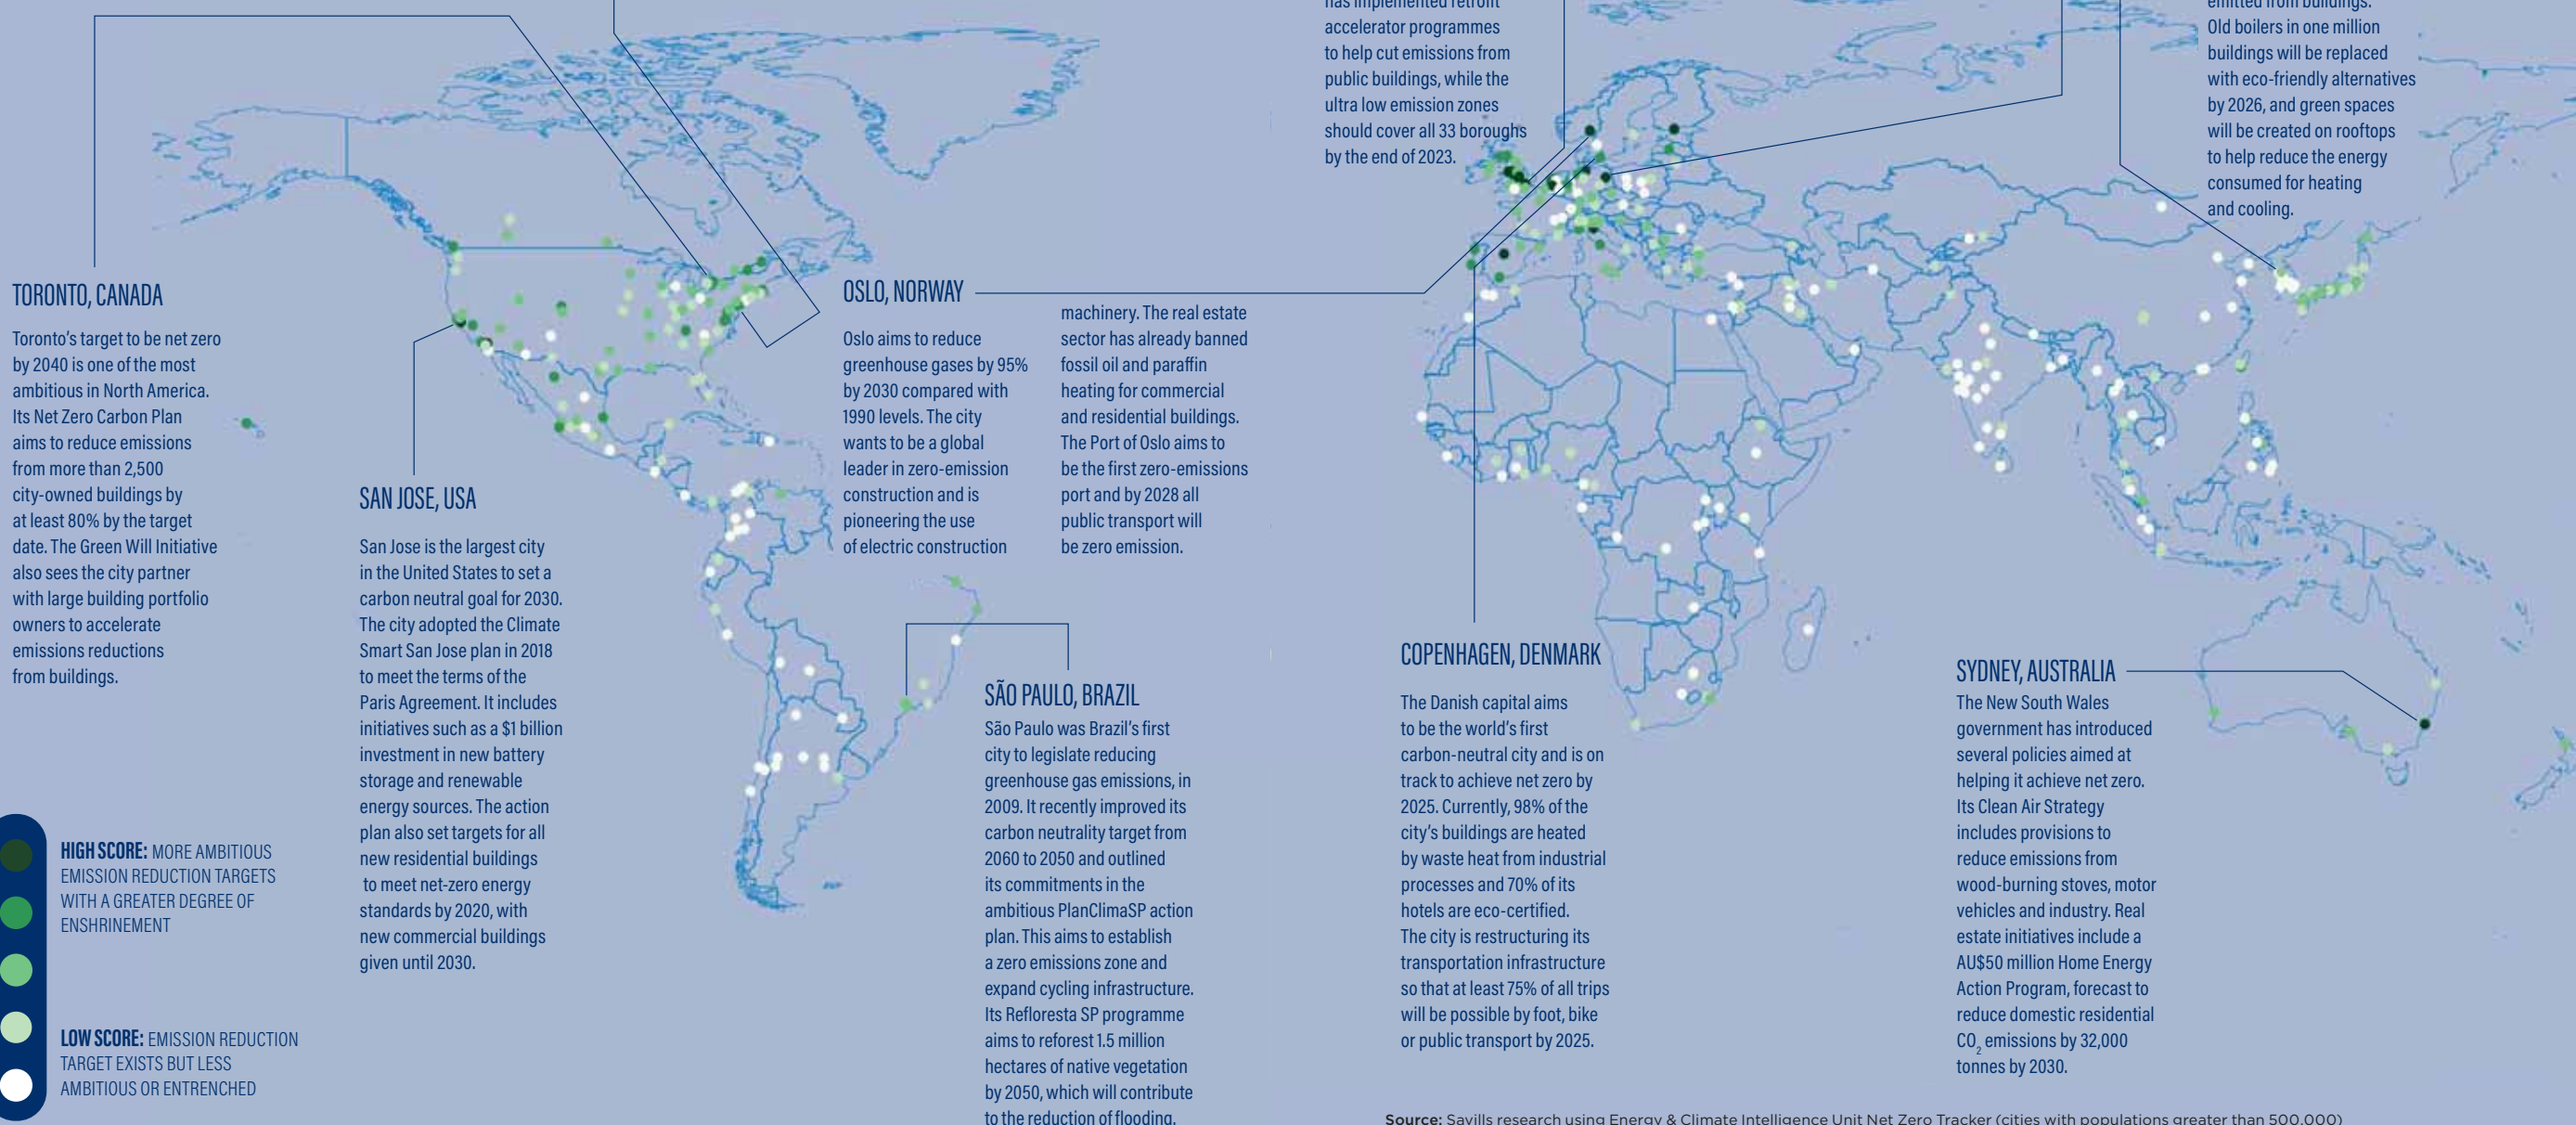 has implemented retrofit
accelerator programmes
to help cut emissions from
public buildings, while the
ultra low emission zones
should cover all 33 boroughs
by the end of 2023.
emitted from buildings.
Old boilers in one million
buildings will be replaced
with eco-friendly alternatives
by 2026, and green spaces
will be created on rooftops
to help reduce the energy
consumed for heating
and cooling.
TORONTO, CANADA
Toronto’s target to be net zero
by 2040 is one of the most
ambitious in North America.
Its Net Zero Carbon Plan
aims to reduce emissions
from more than 2,500
city-owned buildings by
at least 80% by the target
date. The Green Will Initiative
also sees the city partner
with large building portfolio
owners to accelerate
emissions reductions
from buildings.
SAN JOSE, USA
San Jose is the largest city
in the United States to set a
carbon neutral goal for 2030.
The city adopted the Climate
Smart San Jose plan in 2018
to meet the terms of the
Paris Agreement. It includes
initiatives such as a $1 billion
investment in new battery
storage and renewable
energy sources. The action
plan also set targets for all
new residential buildings
to meet net-zero energy
standards by 2020, with
new commercial buildings
given until 2030.
OSLO, NORWAY
Oslo aims to reduce
greenhouse gases by 95%
by 2030 compared with
1990 levels. The city
wants to be a global
leader in zero-emission
construction and is
pioneering the use
of electric construction
machinery. The real estate
sector has already banned
fossil oil and paraffin
heating for commercial
and residential buildings.
The Port of Oslo aims to
be the first zero-emissions
port and by 2028 all
public transport will
be zero emission.
SÃO PAULO, BRAZIL
São Paulo was Brazil’s first
city to legislate reducing
greenhouse gas emissions, in
2009. It recently improved its
carbon neutrality target from
2060 to 2050 and outlined
its commitments in the
ambitious PlanClimaSP action
plan. This aims to establish
a zero emissions zone and
expand cycling infrastructure.
Its Refloresta SP programme
aims to reforest 1.5 million
hectares of native vegetation
by 2050, which will contribute
to the reduction of flooding.
COPENHAGEN, DENMARK
The Danish capital aims
to be the world’s first
carbon-neutral city and is on
track to achieve net zero by
2025. Currently, 98% of the
city’s buildings are heated
by waste heat from industrial
processes and 70% of its
hotels are eco-certified.
The city is restructuring its
transportation infrastructure
so that at least 75% of all trips
will be possible by foot, bike
or public transport by 2025.
SYDNEY, AUSTRALIA
The New South Wales
government has introduced
several policies aimed at
helping it achieve net zero.
Its Clean Air Strategy
includes provisions to
reduce emissions from
wood-burning stoves, motor
vehicles and industry. Real
estate initiatives include a
AU$50 million Home Energy
Action Program, forecast to
reduce domestic residential
CO₂ emissions by 32,000
tonnes by 2030.
HIGH SCORE: MORE AMBITIOUS
EMISSION REDUCTION TARGETS
WITH A GREATER DEGREE OF
ENSHRINEMENT
LOW SCORE: EMISSION REDUCTION
TARGET EXISTS BUT LESS
AMBITIOUS OR ENTRENCHED
Source: Savills research using Energy & Climate Intelligence Unit Net Zero Tracker (cities with populations greater than 500,000)